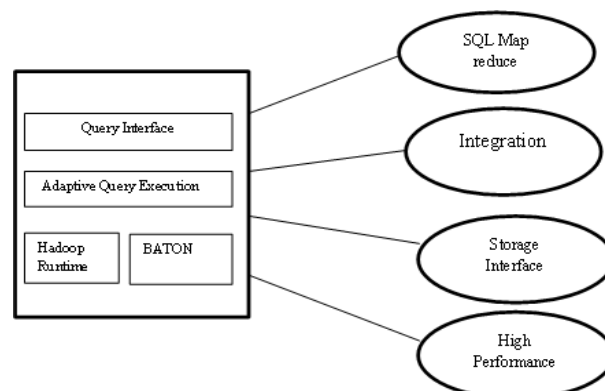 Query Interface
Adaptive Query Execution
Hadoop
Runtime
BATON
SQL Map
reduce
Integration
Storage
Interface
High
Performance